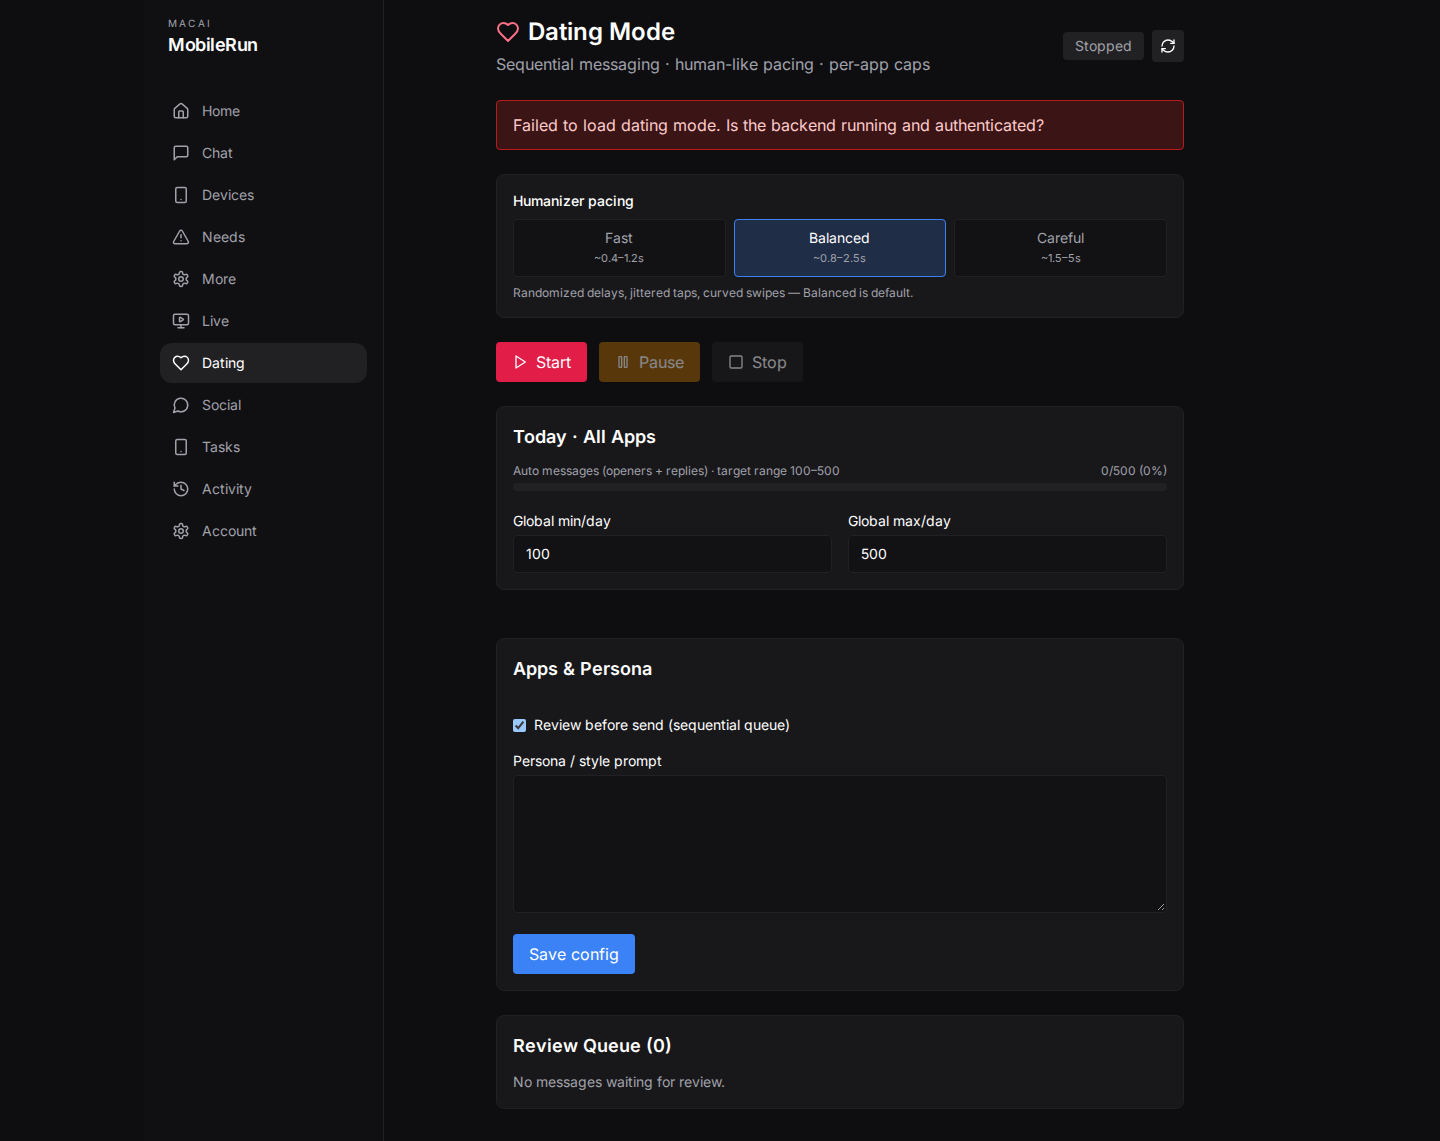 MACAI
MobileRun
Home
Chat
Devices
Needs
More
Live
Dating
Social
Tasks
Activity
Account
Dating Mode
Sequential messaging · human-like pacing · per-app caps
Stopped
Failed to load dating mode. Is the backend running and authenticated?
Humanizer pacing
Fast
~0.4–1.2s
Balanced
~0.8–2.5s
Careful
~1.5–5s
Randomized delays, jittered taps, curved swipes — Balanced is default.
Start
Pause
Stop
Today · All Apps
Auto messages (openers + replies) · target range 100–500
0/500 (0%)
Global min/day
Global max/day
100
500
Apps & Persona
Review before send (sequential queue)
Persona / style prompt
Save config
Review Queue (0)
No messages waiting for review.